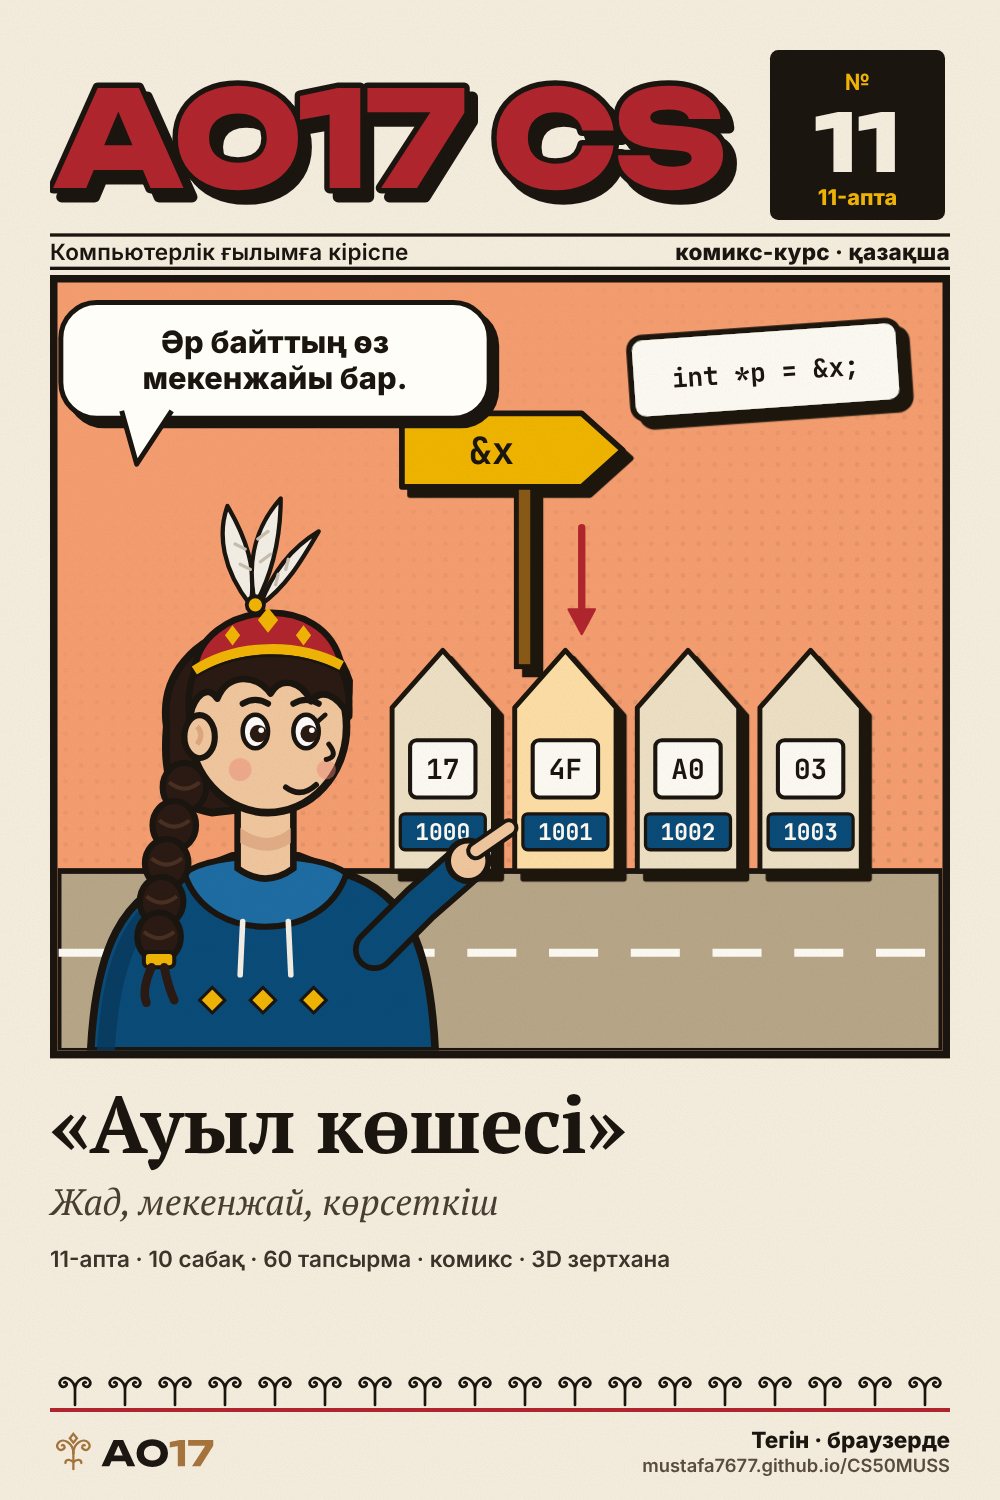 AO17 CS
№
11
11-апта
Компьютерлік ғылымға кіріспе
комикс-курс · қазақша
Әр байттың өз
мекенжайы бар.
int *p = &x;
&x
17
4F
A0
03
1000
1001
1002
1003
«Ауыл көшесі»
Жад, мекенжай, көрсеткіш
11-апта · 10 сабақ · 60 тапсырма · комикс · 3D зертхана
AO17
Тегін · браузерде
mustafa7677.github.io/CS50MUSS